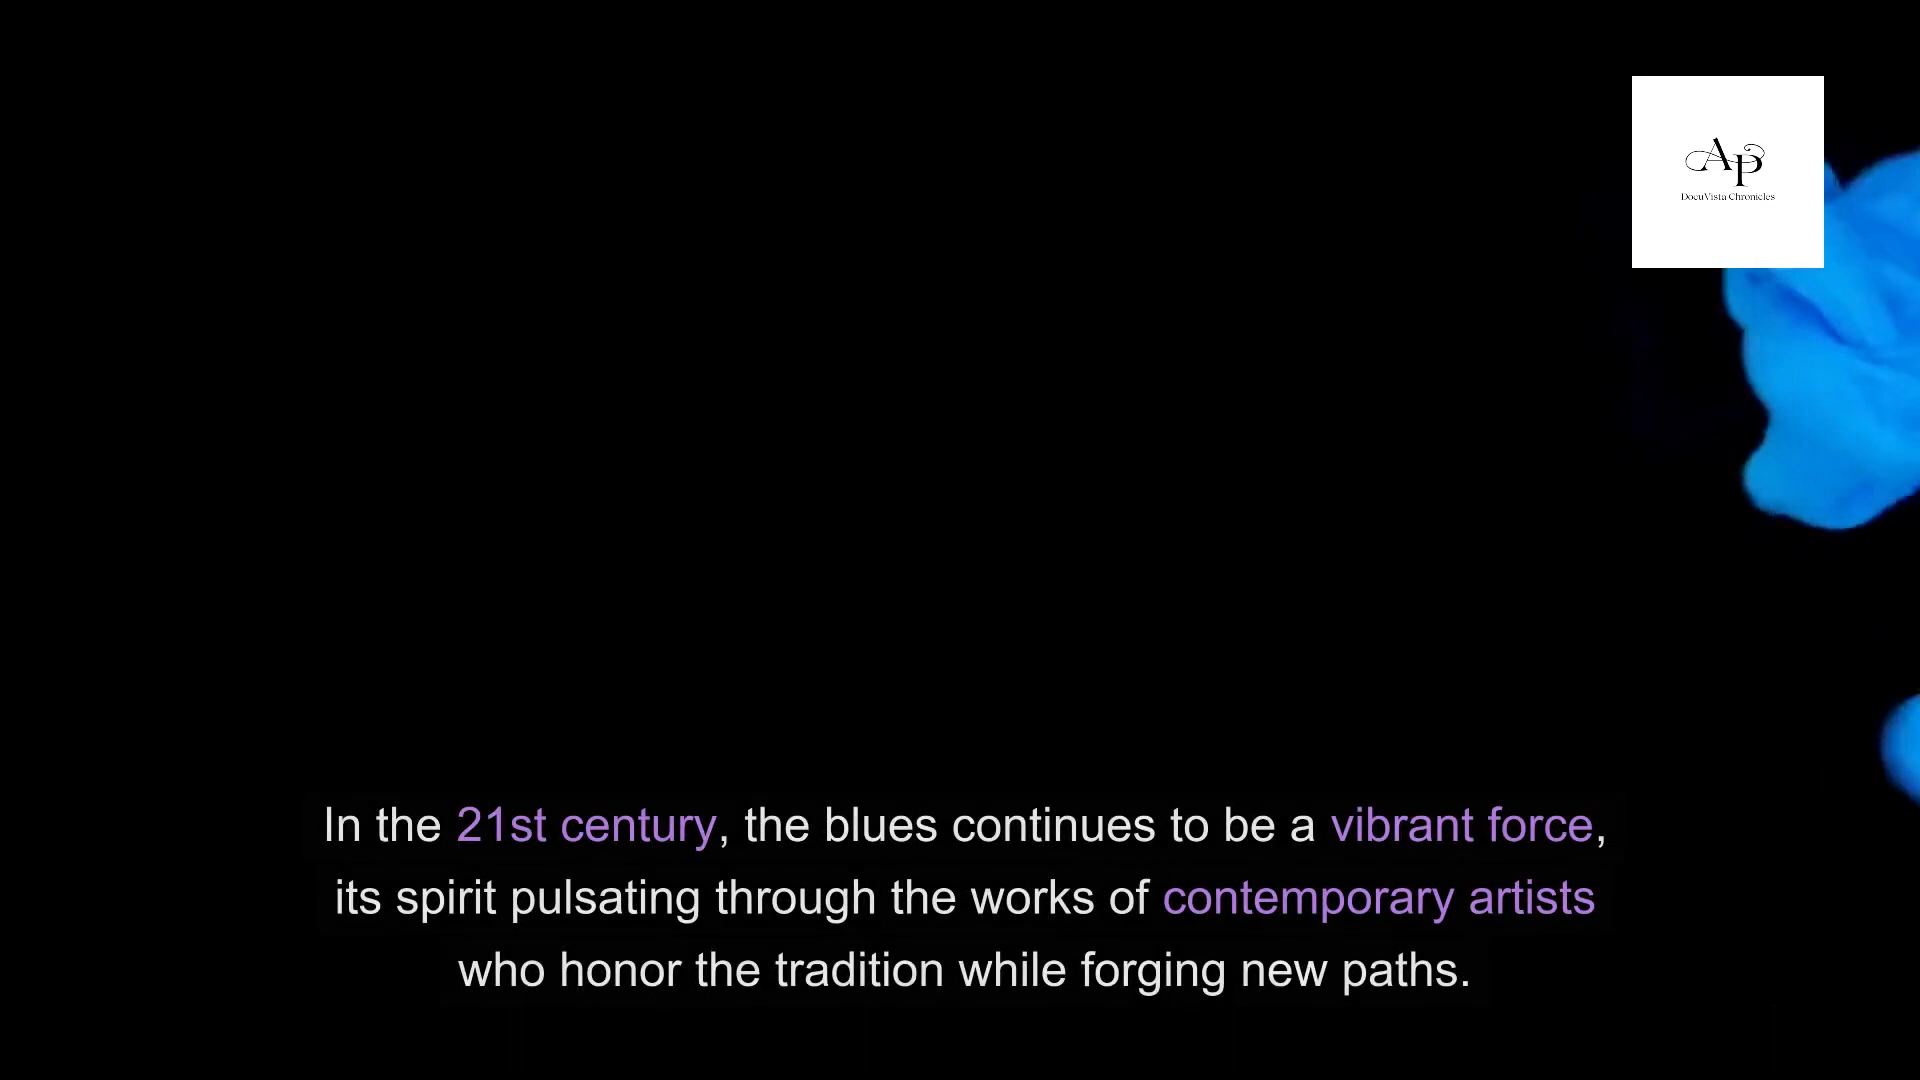 AP
DocuVista Chronicles
In the 21st century, the blues continues to be a vibrant force,
its spirit pulsating through the works of contemporary artists
who honor the tradition while forging new paths.